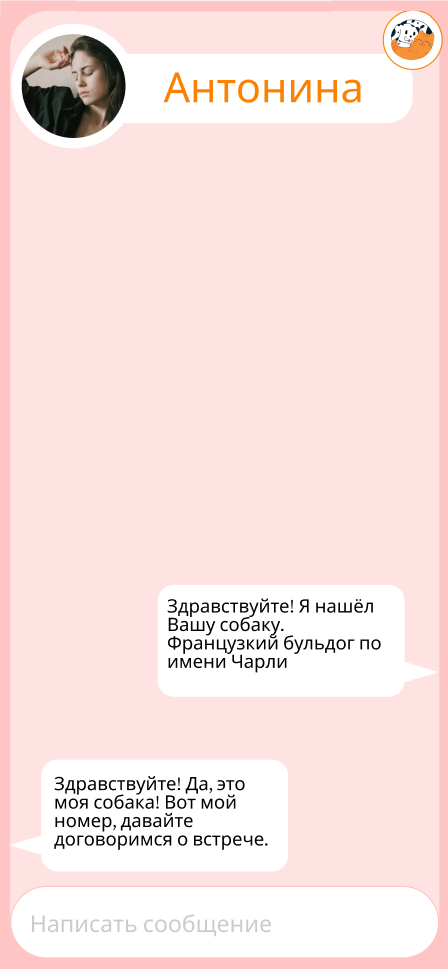 Антонина
Здравствуйте! Я нашёл
Вашу собаку.
Французкий бульдог по
имени Чарли
Здравствуйте! Да, это
моя собака! Вот мой
номер, давайте
договоримся о встрече.
Написать сообщение